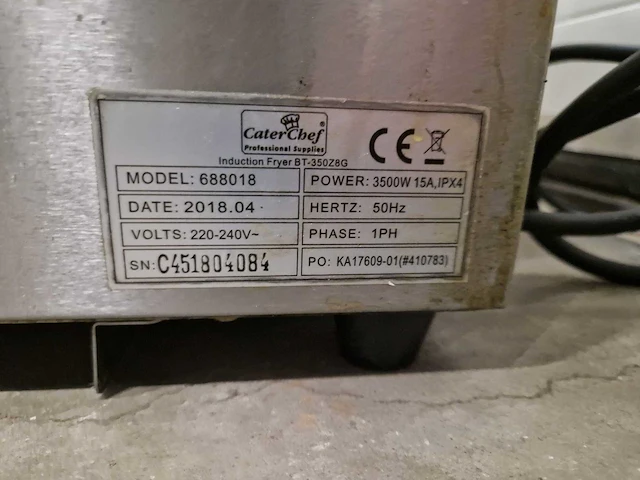 CaterChef
Professional Supplies
CE
Induction Fryer BT-350Z8G
MODEL: 688018
POWER: 3500W 15A,IPX4
DATE: 2018.04
HERTZ: 50Hz
VOLTS: 220-240V~
PHASE: 1PH
SN: C451804084
PO: KA17609-01(#410783)